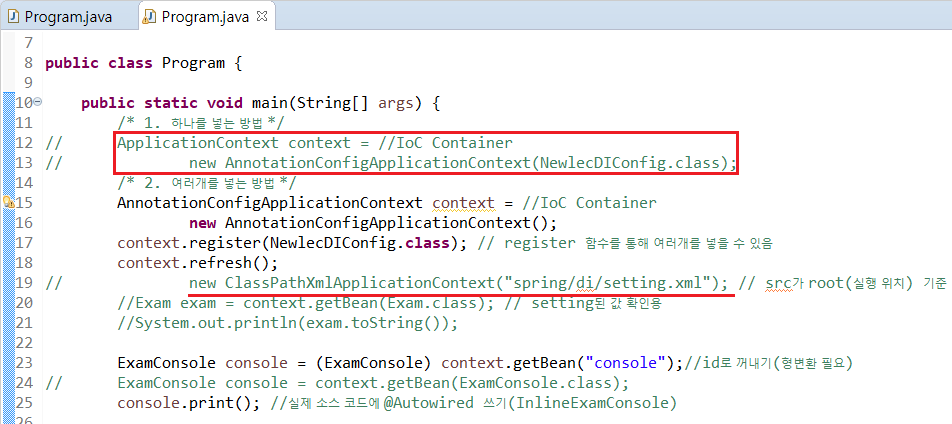 Program.java Program.java
7
8 public class Program {
9
10 public static void main(String[] args) {
11 /* 1. 하나를 넣는 방법 */
12 // ApplicationContext context = //IoC Container
13 // new AnnotationConfigApplicationContext(NewlecDIConfig.class);
14 /* 2. 여러개를 넣는 방법 */
15 AnnotationConfigApplicationContext context = //IoC Container
16 new AnnotationConfigApplicationContext();
17 context.register(NewlecDIConfig.class); // register 함수를 통해 여러개를 넣을 수 있음
18 context.refresh();
19 // new ClassPathXmlApplicationContext("spring/di/setting.xml"); // src가 root(실행 위치) 기준
20 //Exam exam = context.getBean(Exam.class); // setting된 값 확인용
21 //System.out.println(exam.toString());
22
23 ExamConsole console = (ExamConsole) context.getBean("console");//id로 꺼내기(형변환 필요)
24 // ExamConsole console = context.getBean(ExamConsole.class);
25 console.print(); //실제 소스 코드에 @Autowired 쓰기(InlineExamConsole)
26